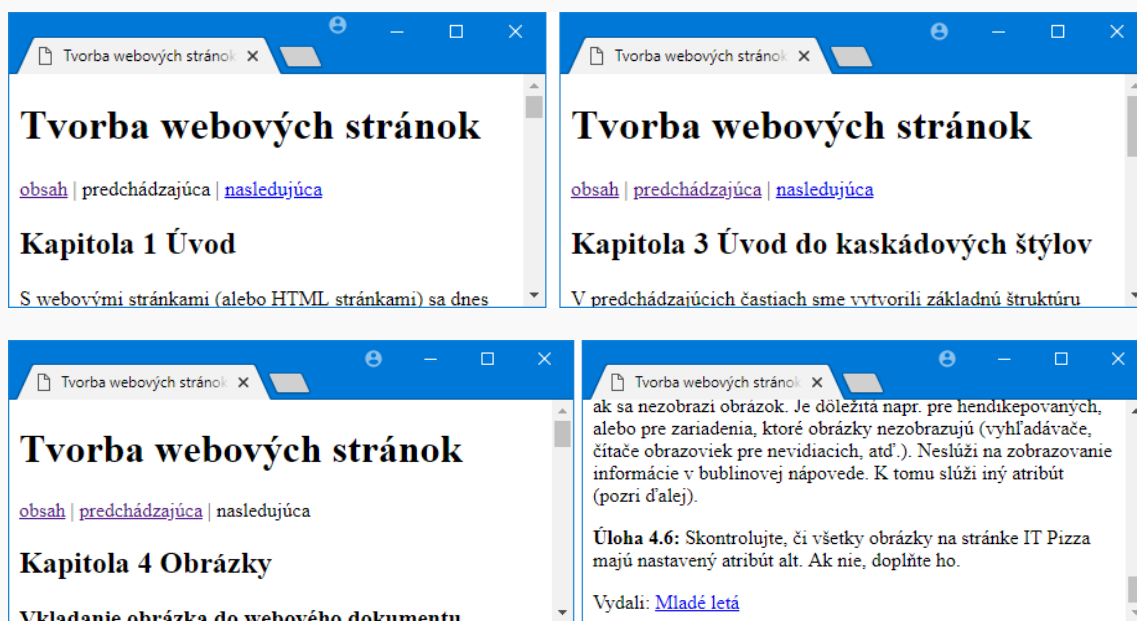 Tvorba webových stránok
Tvorba webových stránok
obsah | predchádzajúca | nasledujúca
Kapitola 1 Úvod
S webovými stránkami (alebo HTML stránkami) sa dnes
Tvorba webových stránok
Tvorba webových stránok
obsah | predchádzajúca | nasledujúca
Kapitola 3 Úvod do kaskádových štýlov
V predchádzajúcich častiach sme vytvorili základnú štruktúru
Tvorba webových stránok
Tvorba webových stránok
obsah | predchádzajúca | nasledujúca
Kapitola 4 Obrázky
Vkladanie obrázka do webového dokumentu
Tvorba webových stránok
ak sa nezobrazí obrázok. Je dôležitá napr. pre hendikepovaných,
alebo pre zariadenia, ktoré obrázky nezobrazujú (vyhľadávače,
čítače obrazoviek pre nevidiacich, atď.). Neslúži na zobrazovanie
informácie v bublinovej nápovede. K tomu slúži iný atribút
(pozri ďalej).
Úloha 4.6: Skontrolujte, či všetky obrázky na stránke IT Pizza
majú nastavený atribút alt. Ak nie, doplňte ho.
Vydali: Mladé letá